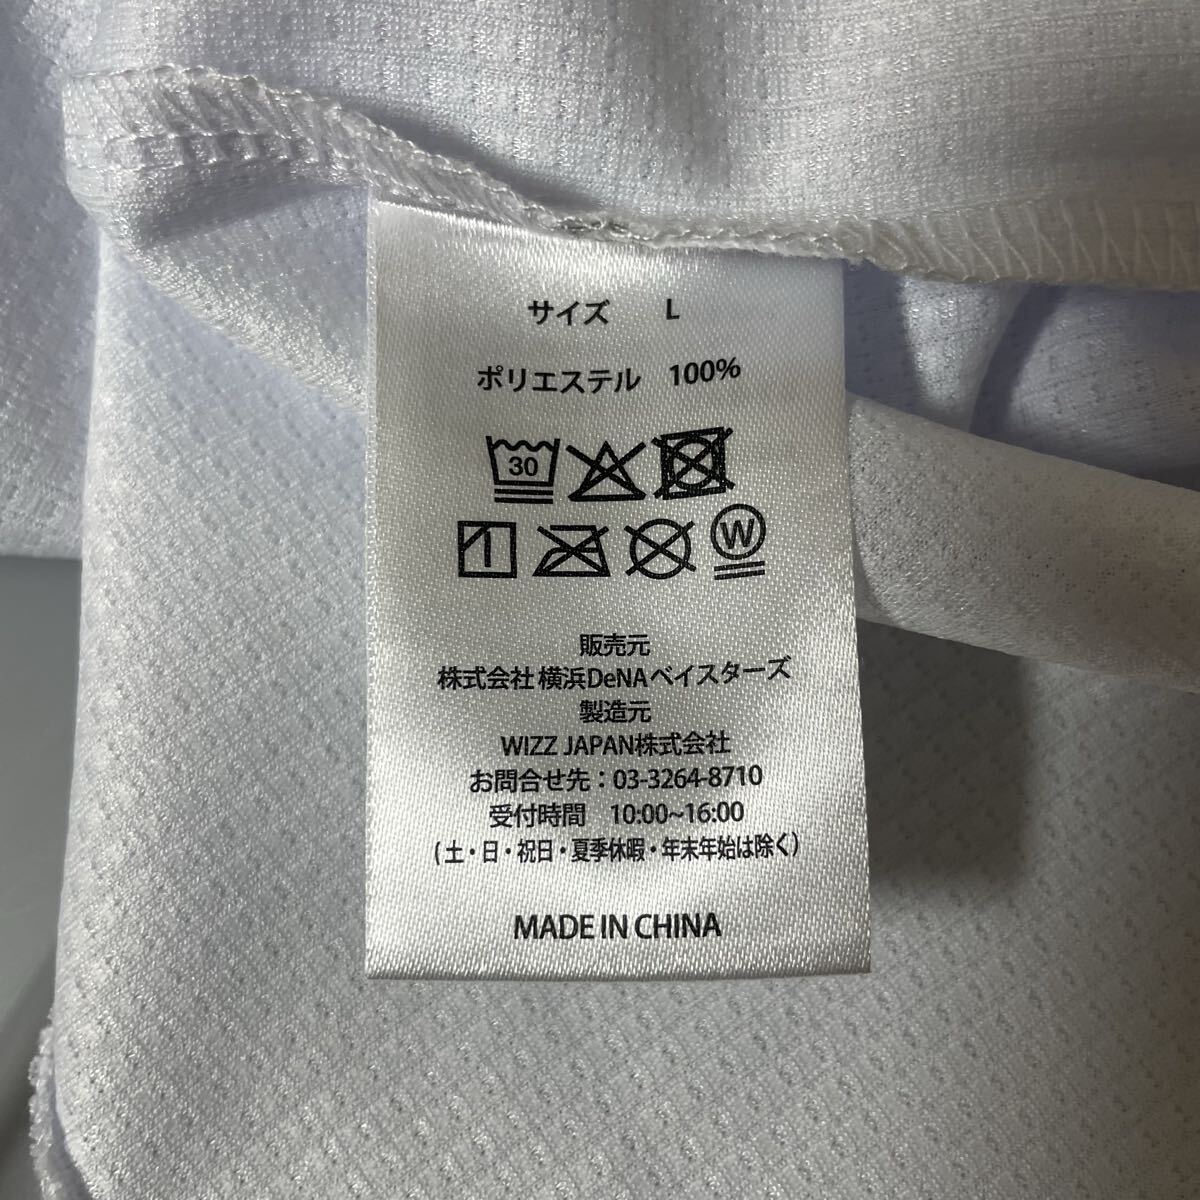 サイズ L
ポリエステル 100%
30
W
販売元
株式会社 横浜DeNAベイスターズ
製造元
WIZZ JAPAN株式会社
お問合せ先：03-3264-8710
受付時間 10:00~16:00
(土・日・祝日・夏季休暇・年末年始は除く)
MADE IN CHINA